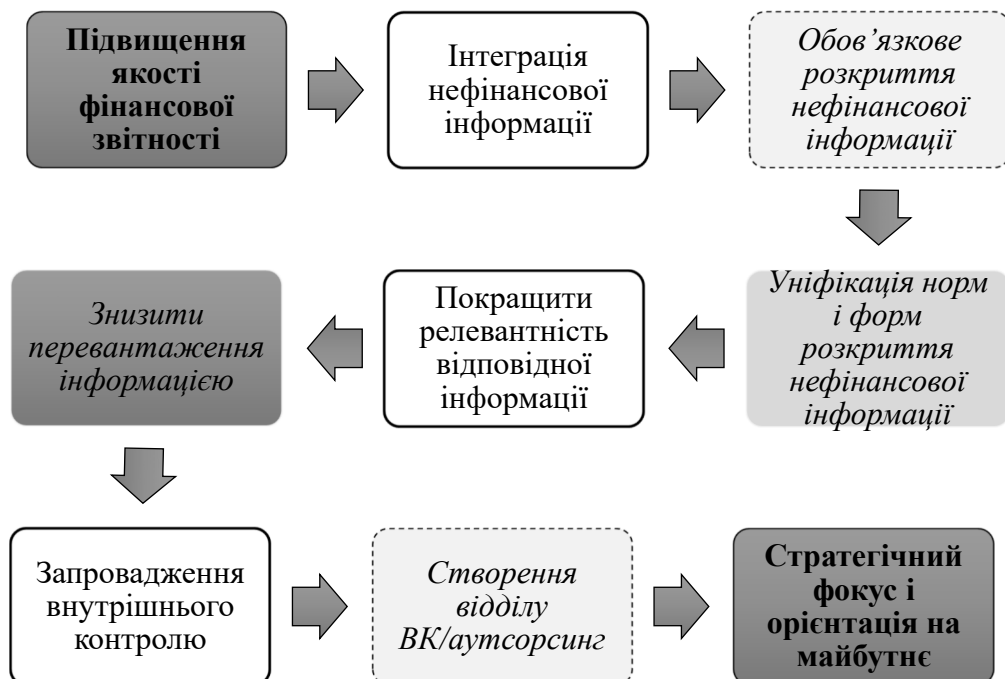 Підвищення
якості
фінансової
звітності
Інтеграція
нефінансової
інформації
Обов’язкове
розкриття
нефінансової
інформації
Уніфікація норм
і форм
розкриття
нефінансової
інформації
Покращити
релевантність
відповідної
інформації
Знизити
перевантаження
інформацією
Запровадження
внутрішнього
контролю
Створення
відділу
ВК/аутсорсинг
Стратегічний
фокус і
орієнтація на
майбутнє